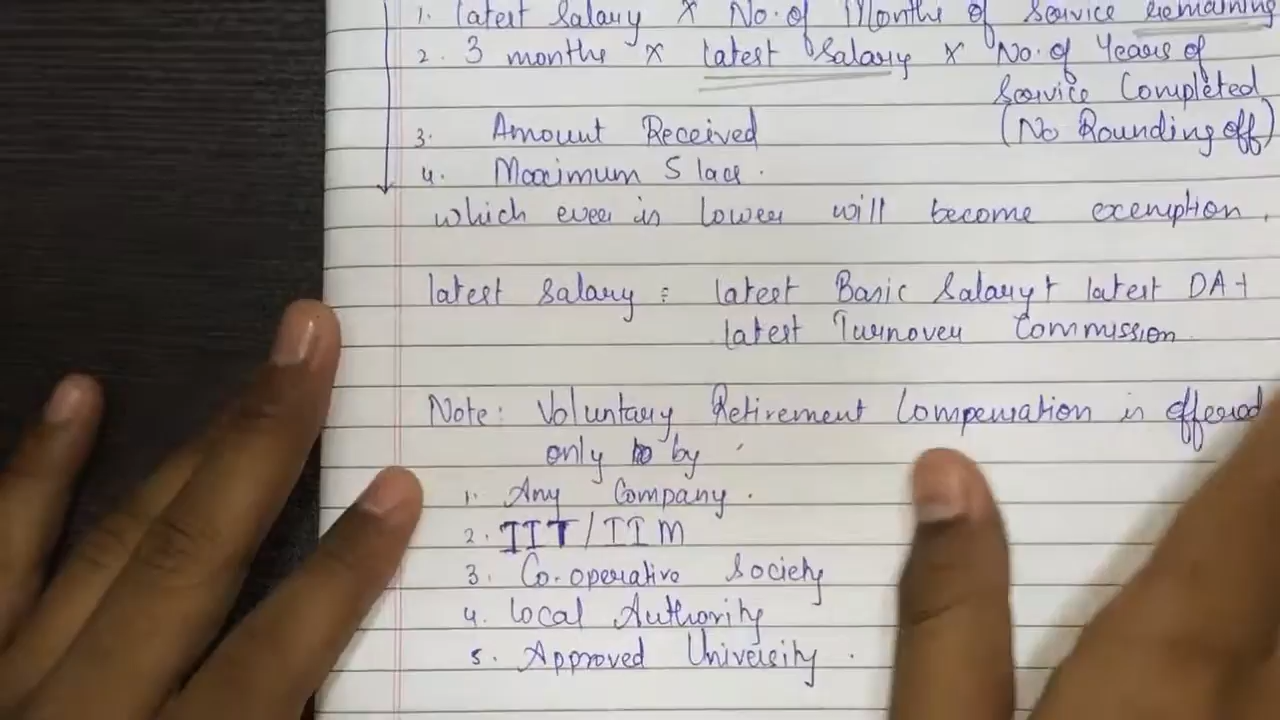 1. latest Salary x No. of Months of Service remaining
2. 3 months x latest Salary x No. of Years of
Service Completed
(No Rounding off)
3. Amount Received
4. Maximum 5 lacs.
which ever is lower will become exemption.
latest Salary : latest Basic Salary + latest DA +
latest Turnover Commission
Note: Voluntary Retirement Compensation is offered
only by
1. Any Company.
2. IIT/IIM
3. Co.operative Society
4. Local Authority
5. Approved University.